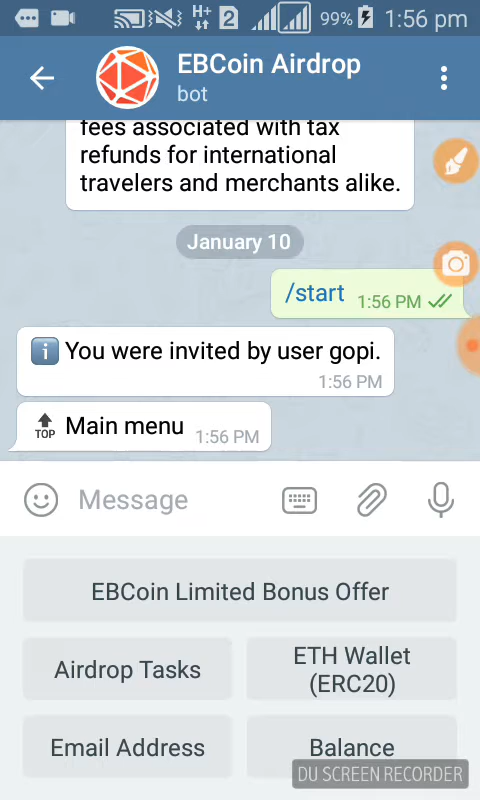 2
99%
1:56 pm
EBCoin Airdrop
bot
fees associated with tax
refunds for international
travelers and merchants alike.
January 10
/start
1:56 PM
You were invited by user gopi.
1:56 PM
TOP
Main menu
1:56 PM
Message
EBCoin Limited Bonus Offer
Airdrop Tasks
ETH Wallet
(ERC20)
Email Address
Balance
DU SCREEN RECORDER